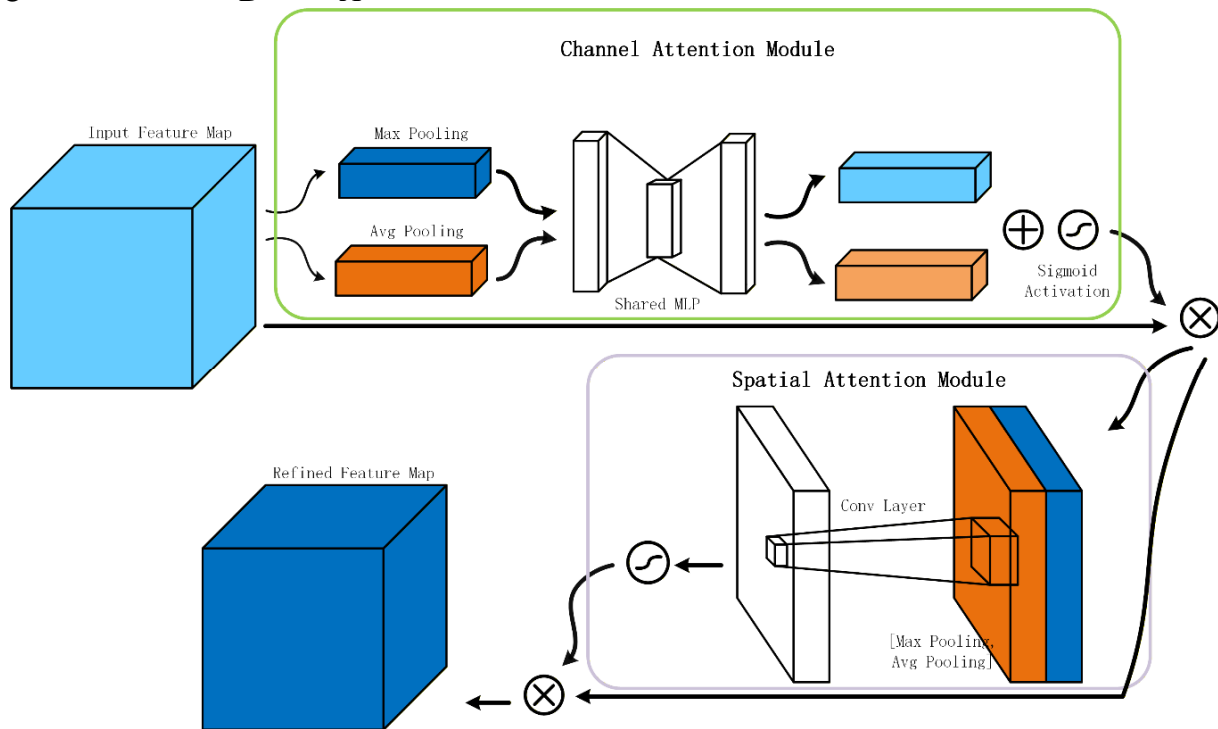 Channel Attention Module
Input Feature Map
Max Pooling
Avg Pooling
Shared MLP
Sigmoid
Activation
Spatial Attention Module
Refined Feature Map
Conv Layer
[Max Pooling,
Avg Pooling]